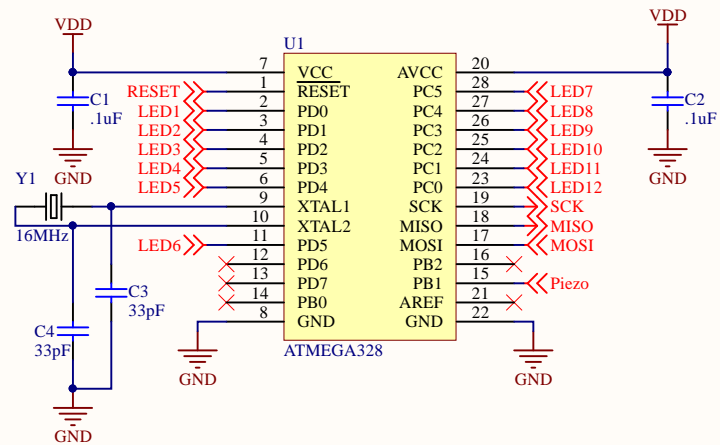 VDD
VDD
U1
7 VCC AVCC 20
RESET 1 RESET PC5 28 LED7
C1 LED1 2 PD0 PC4 27 LED8 C2
.1uF LED2 3 PD1 PC3 26 LED9 .1uF
LED3 4 PD2 PC2 25 LED10
GND LED4 5 PD3 PC1 24 LED11 GND
Y1 LED5 6 PD4 PC0 23 LED12
9 XTAL1 SCK 19 SCK
16MHz 10 XTAL2 MISO 18 MISO
LED6 11 PD5 MOSI 17 MOSI
12 PD6 PB2 16
13 PD7 PB1 15 Piezo
C3 14 PB0 AREF 21
33pF 8 GND GND 22
C4
33pF ATMEGA328
GND GND
GND